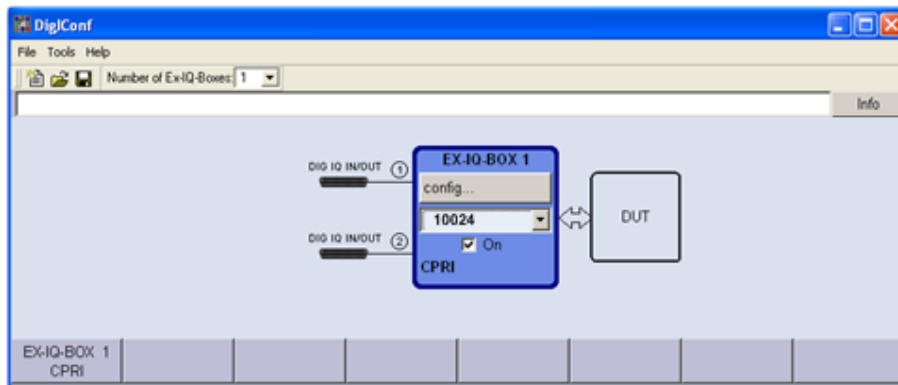 DigIConf
File Tools Help
Number of Ex-IQ-Boxes: 1
Info
DIG IQ IN/OUT 1
EX-IQ-BOX 1
config...
10024
DUT
DIG IQ IN/OUT 2
On
CPRI
EX-IQ-BOX 1
CPRI